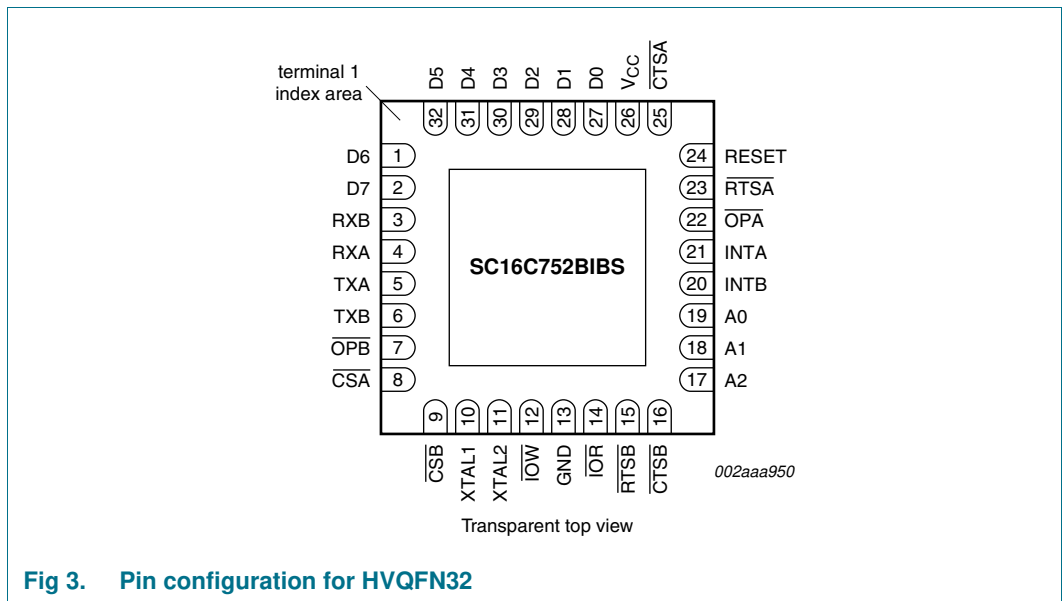 terminal 1
index area
D5
D4
D3
D2
D1
D0
VCC
CTSA
32
31
30
29
28
27
26
25
D6 1
D7 2
RXB 3
RXA 4
TXA 5
TXB 6
OPB 7
CSA 8
SC16C752BIBS
24 RESET
23 RTSA
22 OPA
21 INTA
20 INTB
19 A0
18 A1
17 A2
9
10
11
12
13
14
15
16
CSB
XTAL1
XTAL2
IOW
GND
IOR
RTSB
CTSB
002aaa950
Transparent top view
Fig 3. Pin configuration for HVQFN32